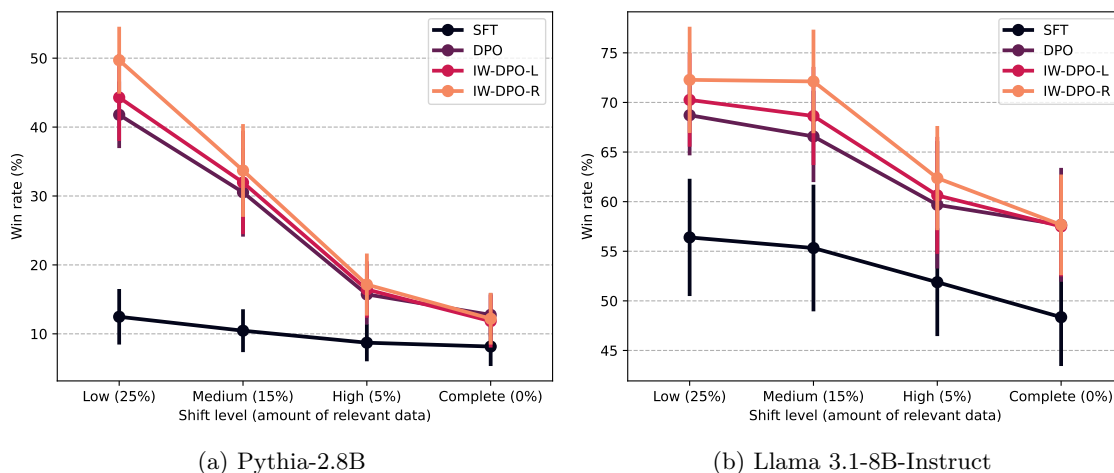 50
40
30
20
10
Win rate (%)
SFT
DPO
IW-DPO-L
IW-DPO-R
Low (25%) Medium (15%) High (5%) Complete (0%)
Shift level (amount of relevant data)
(a) Pythia-2.8B
75
70
65
60
55
50
45
Win rate (%)
SFT
DPO
IW-DPO-L
IW-DPO-R
Low (25%) Medium (15%) High (5%) Complete (0%)
Shift level (amount of relevant data)
(b) Llama 3.1-8B-Instruct